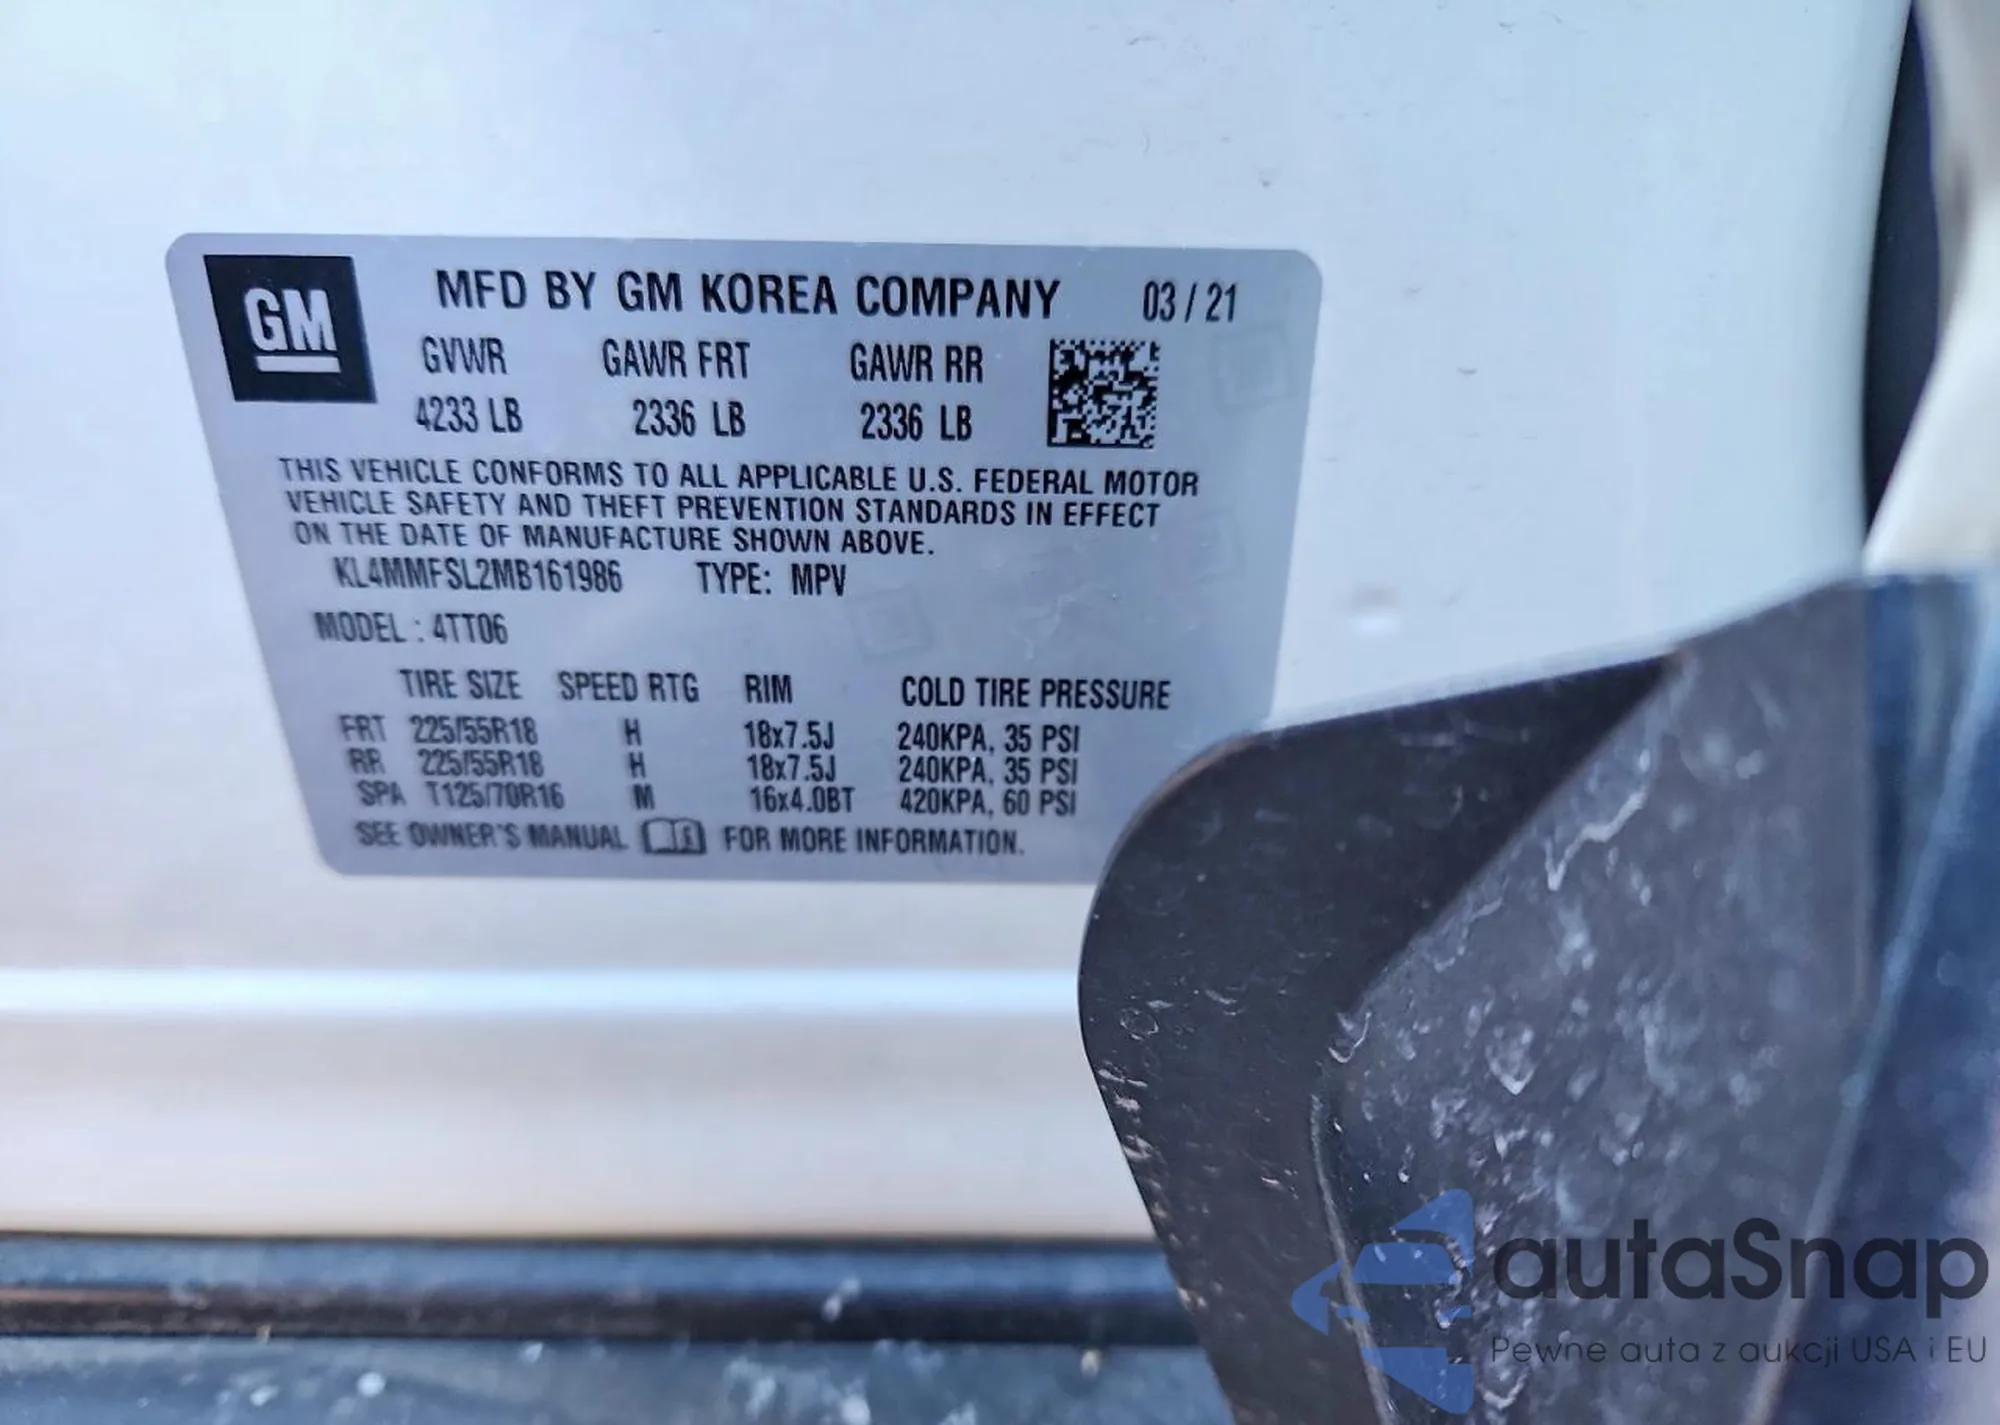 GM
MFD BY GM KOREA COMPANY 03 / 21
GVWR GAWR FRT GAWR RR
4233 LB 2336 LB 2336 LB
THIS VEHICLE CONFORMS TO ALL APPLICABLE U.S. FEDERAL MOTOR
VEHICLE SAFETY AND THEFT PREVENTION STANDARDS IN EFFECT
ON THE DATE OF MANUFACTURE SHOWN ABOVE.
KL4MMFSL2MB161986 TYPE: MPV
MODEL : 4TT06
TIRE SIZE SPEED RTG RIM COLD TIRE PRESSURE
FRT 225/55R18 H 18x7.5J 240KPA, 35 PSI
RR 225/55R18 H 18x7.5J 240KPA, 35 PSI
SPA T125/70R16 M 16x4.0BT 420KPA, 60 PSI
SEE OWNER'S MANUAL FOR MORE INFORMATION.
autaSnap
Pewne auta z aukcji USA i EU